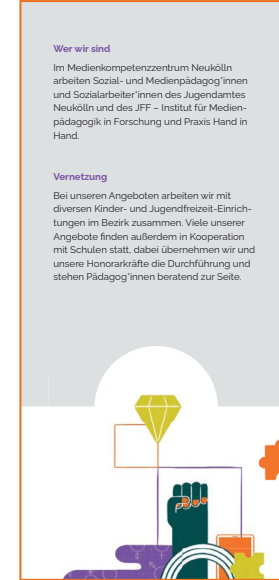 Wer wir sind
Im Medienkompetenzzentrum Neukölln
arbeiten Sozial- und Medienpädagog*innen
und Sozialarbeiter*innen des Jugendamtes
Neukölln und des JFF – Institut für Medien-
pädagogik in Forschung und Praxis Hand in
Hand.
Vernetzung
Bei unseren Angeboten arbeiten wir mit
diversen Kinder- und Jugendfreizeit-Einrich-
tungen im Bezirk zusammen. Viele unserer
Angebote finden außerdem in Kooperation
mit Schulen statt, dabei übernehmen wir und
unsere Honorarkräfte die Durchführung und
stehen Pädagog*innen beratend zur Seite.